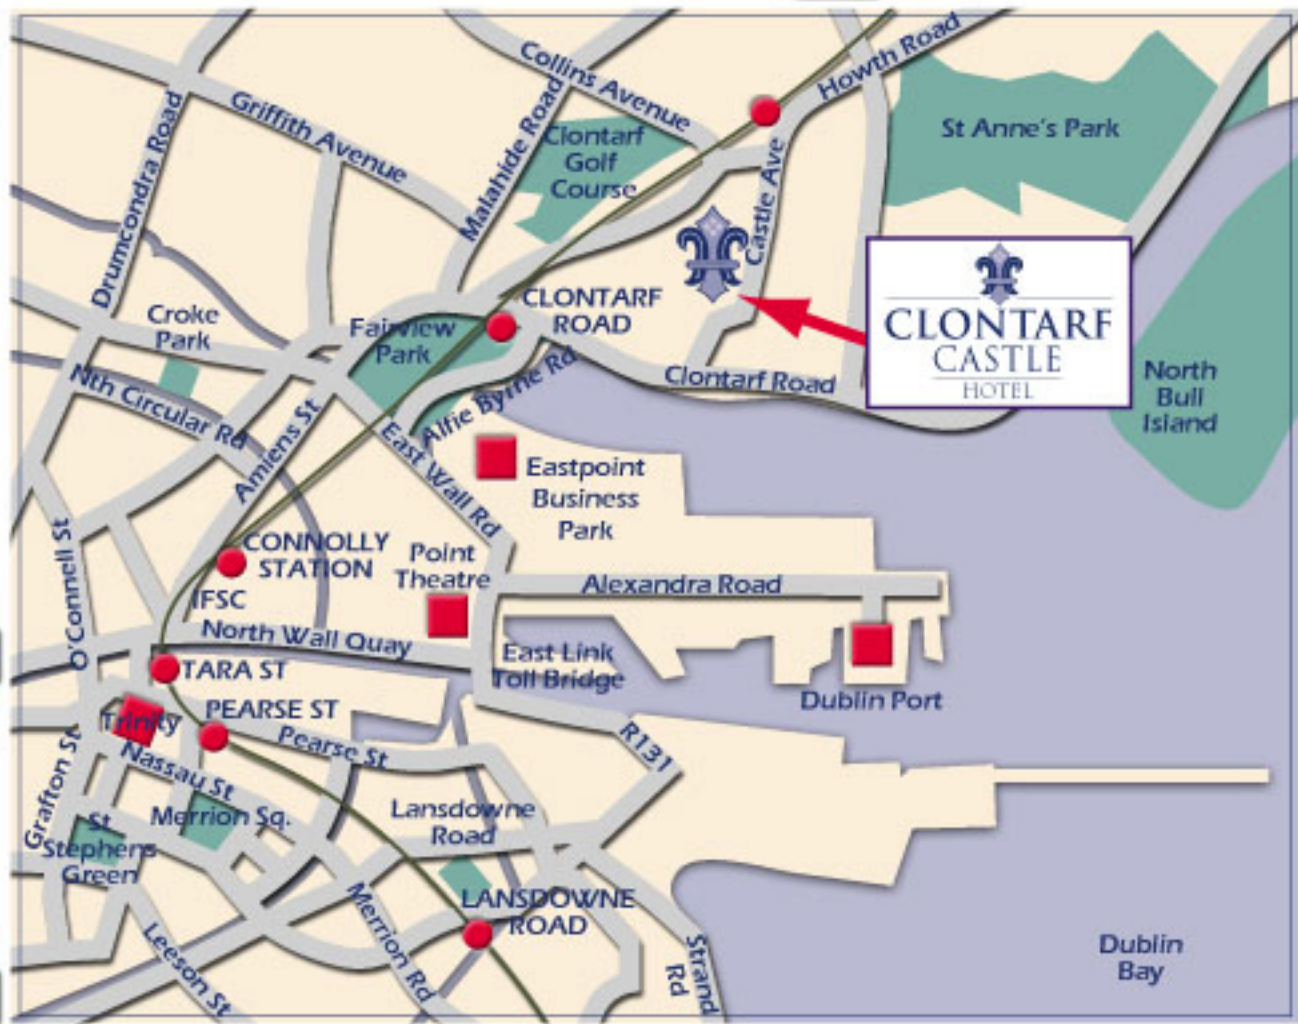 Collins Avenue
Howth Road
Griffith Avenue
Malahide Road
Drumcondra Road
Clontarf
Golf
Course
St Anne's Park
Castle Ave
CLONTARF
CASTLE
HOTEL
CLONTARF
ROAD
Croke
Park
Fairview
Park
Clontarf Road
North
Bull
Island
Nth Circular Rd
Amiens St
Alfie Byrne Rd
East Wall Rd
Eastpoint
Business
Park
O'Connell St
CONNOLLY
STATION
Point
Theatre
Alexandra Road
IFSC
North Wall Quay
East Link
Toll Bridge
TARA ST
Dublin Port
Trinity
PEARSE ST
Pearse St
R131
Nassau St
Grafton St
Merrion Sq.
Lansdowne
Road
St
Stephens
Green
LANSDOWNE
ROAD
Merrion Rd
Leeson St
Strand
Rd
Dublin
Bay